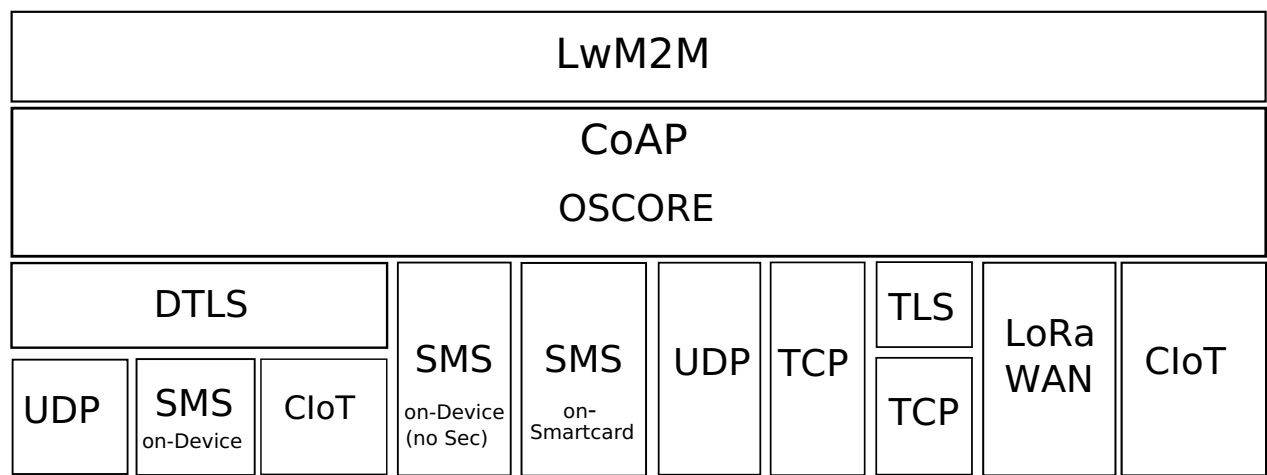 LwM2M
CoAP
OSCORE
DTLS
UDP
SMS
on-Device
CIoT
SMS
on-Device
(no Sec)
SMS
on-
Smartcard
UDP
TCP
TLS
TCP
LoRa
WAN
CIoT